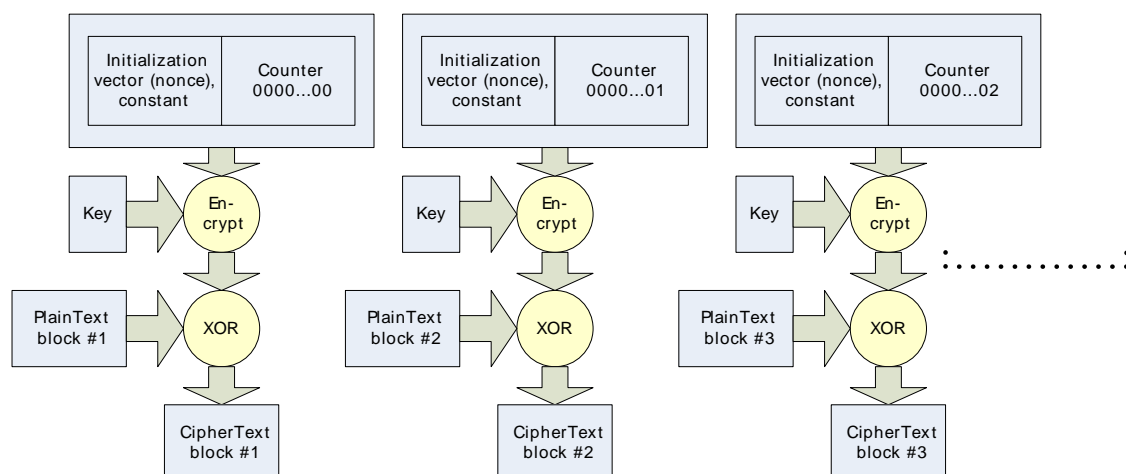 Initialization
vector (nonce),
constant
Counter
0000...00
Initialization
vector (nonce),
constant
Counter
0000...01
Initialization
vector (nonce),
constant
Counter
0000...02
Key
En-
crypt
Key
En-
crypt
Key
En-
crypt
PlainText
block #1
XOR
PlainText
block #2
XOR
PlainText
block #3
XOR
CipherText
block #1
CipherText
block #2
CipherText
block #3